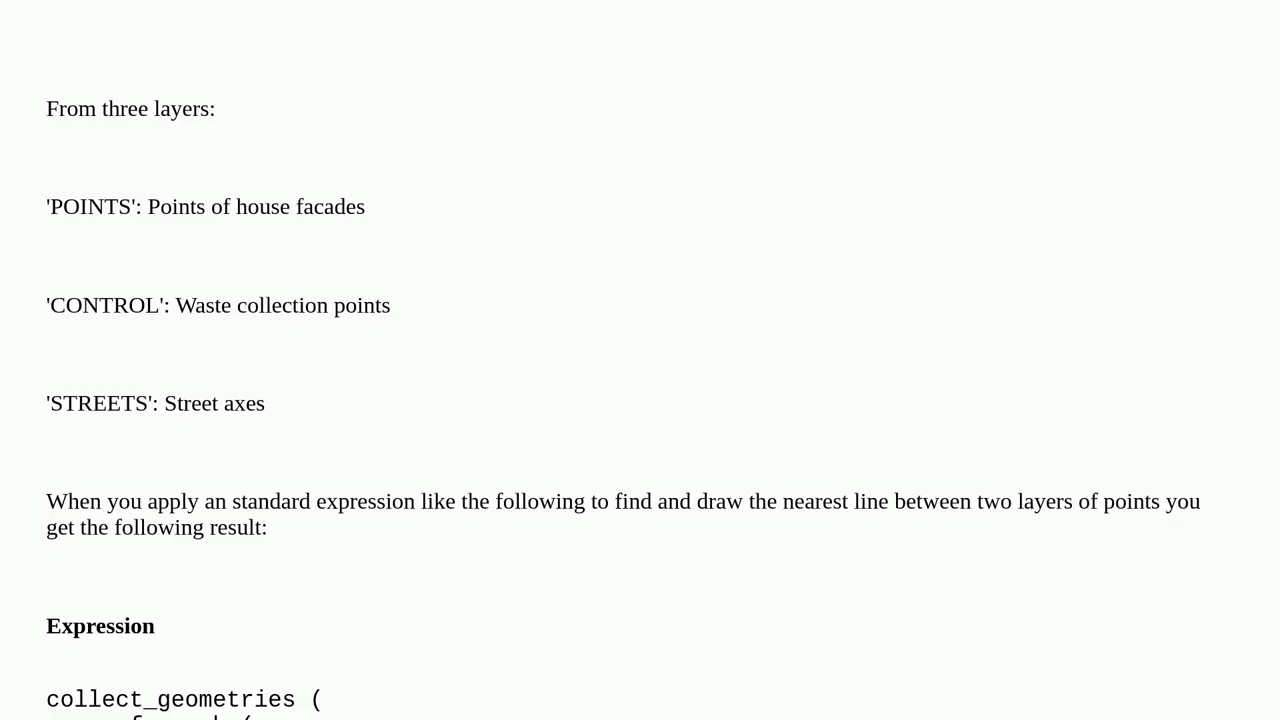 From three layers:
'POINTS': Points of house facades
'CONTROL': Waste collection points
'STREETS': Street axes
When you apply an standard expression like the following to find and draw the nearest line between two layers of points you
get the following result:
Expression
collect_geometries (